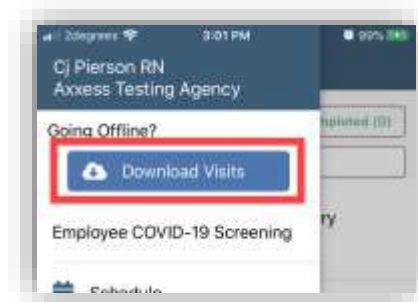 2degrees 3:01 PM 99%
Cj Pierson RN
Axxess Testing Agency
Going Offline?
Download Visits
Employee COVID-19 Screening
Schedule